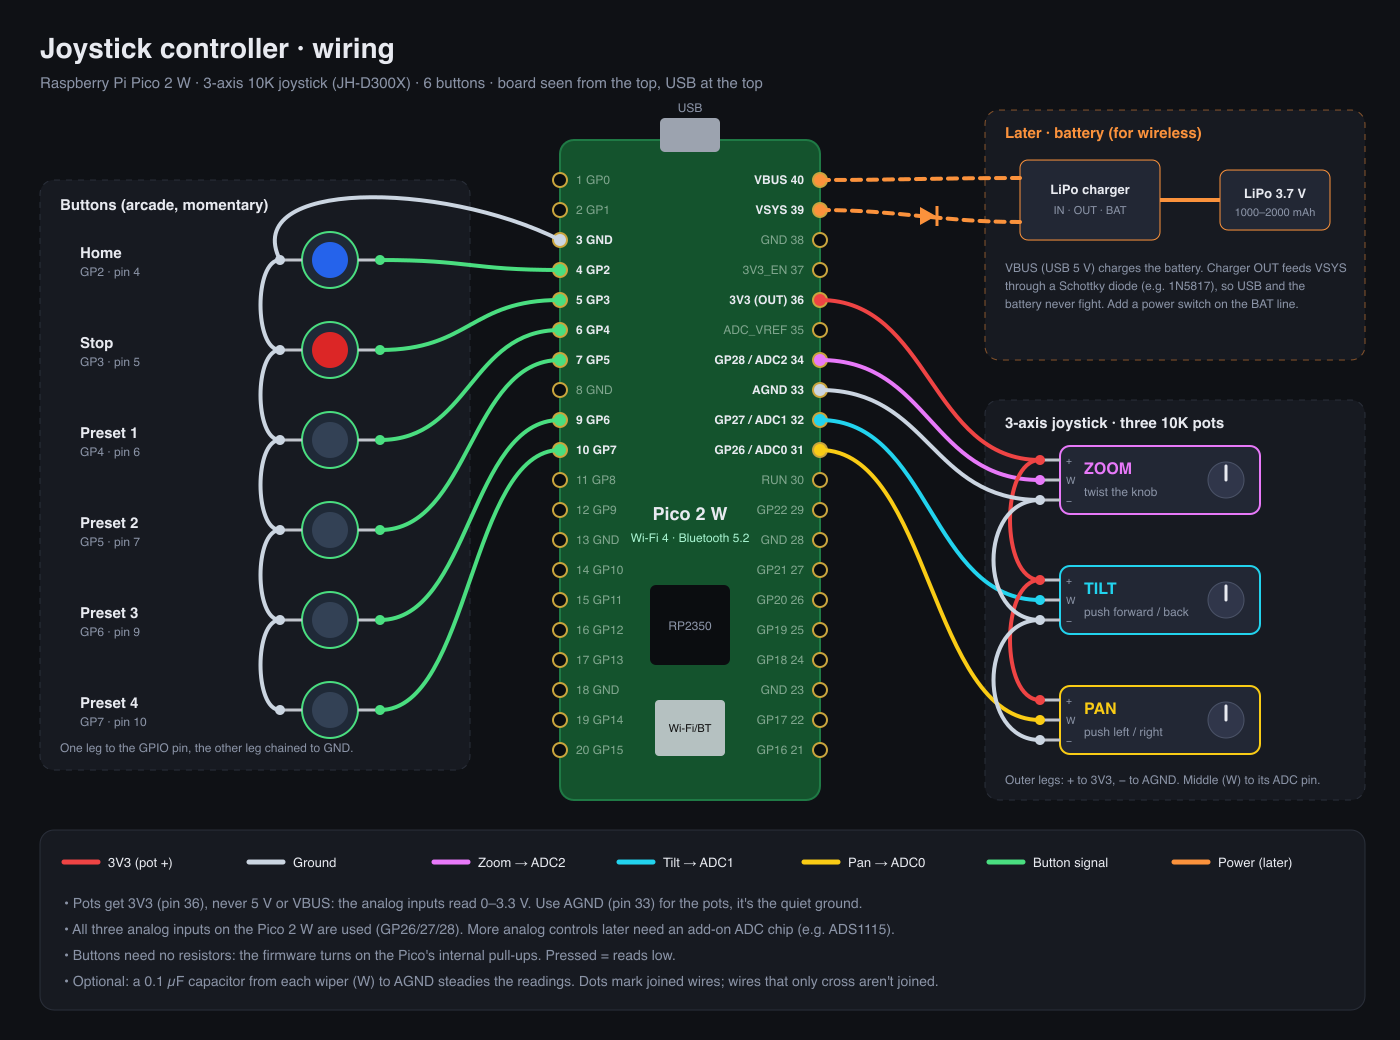 Joystick controller · wiring
Raspberry Pi Pico 2 W · 3-axis 10K joystick (JH-D300X) · 6 buttons · board seen from the top, USB at the top
USB
Buttons (arcade, momentary)
Home
GP2 · pin 4
Stop
GP3 · pin 5
Preset 1
GP4 · pin 6
Preset 2
GP5 · pin 7
Preset 3
GP6 · pin 9
Preset 4
GP7 · pin 10
One leg to the GPIO pin, the other leg chained to GND.
1 GP0
2 GP1
3 GND
4 GP2
5 GP3
6 GP4
7 GP5
8 GND
9 GP6
10 GP7
11 GP8
12 GP9
13 GND
14 GP10
15 GP11
16 GP12
17 GP13
18 GND
19 GP14
20 GP15
Pico 2 W
Wi-Fi 4 · Bluetooth 5.2
RP2350
Wi-Fi/BT
VBUS 40
VSYS 39
GND 38
3V3_EN 37
3V3 (OUT) 36
ADC_VREF 35
GP28 / ADC2 34
AGND 33
GP27 / ADC1 32
GP26 / ADC0 31
RUN 30
GP22 29
GND 28
GP21 27
GP20 26
GP19 25
GP18 24
GND 23
GP17 22
GP16 21
Later · battery (for wireless)
LiPo charger
IN · OUT · BAT
LiPo 3.7 V
1000–2000 mAh
VBUS (USB 5 V) charges the battery. Charger OUT feeds VSYS
through a Schottky diode (e.g. 1N5817), so USB and the
battery never fight. Add a power switch on the BAT line.
3-axis joystick · three 10K pots
+
W
−
ZOOM
twist the knob
+
W
−
TILT
push forward / back
+
W
−
PAN
push left / right
Outer legs: + to 3V3, − to AGND. Middle (W) to its ADC pin.
3V3 (pot +)
Ground
Zoom → ADC2
Tilt → ADC1
Pan → ADC0
Button signal
Power (later)
• Pots get 3V3 (pin 36), never 5 V or VBUS: the analog inputs read 0–3.3 V. Use AGND (pin 33) for the pots, it's the quiet ground.
• All three analog inputs on the Pico 2 W are used (GP26/27/28). More analog controls later need an add-on ADC chip (e.g. ADS1115).
• Buttons need no resistors: the firmware turns on the Pico's internal pull-ups. Pressed = reads low.
• Optional: a 0.1 µF capacitor from each wiper (W) to AGND steadies the readings. Dots mark joined wires; wires that only cross aren't joined.